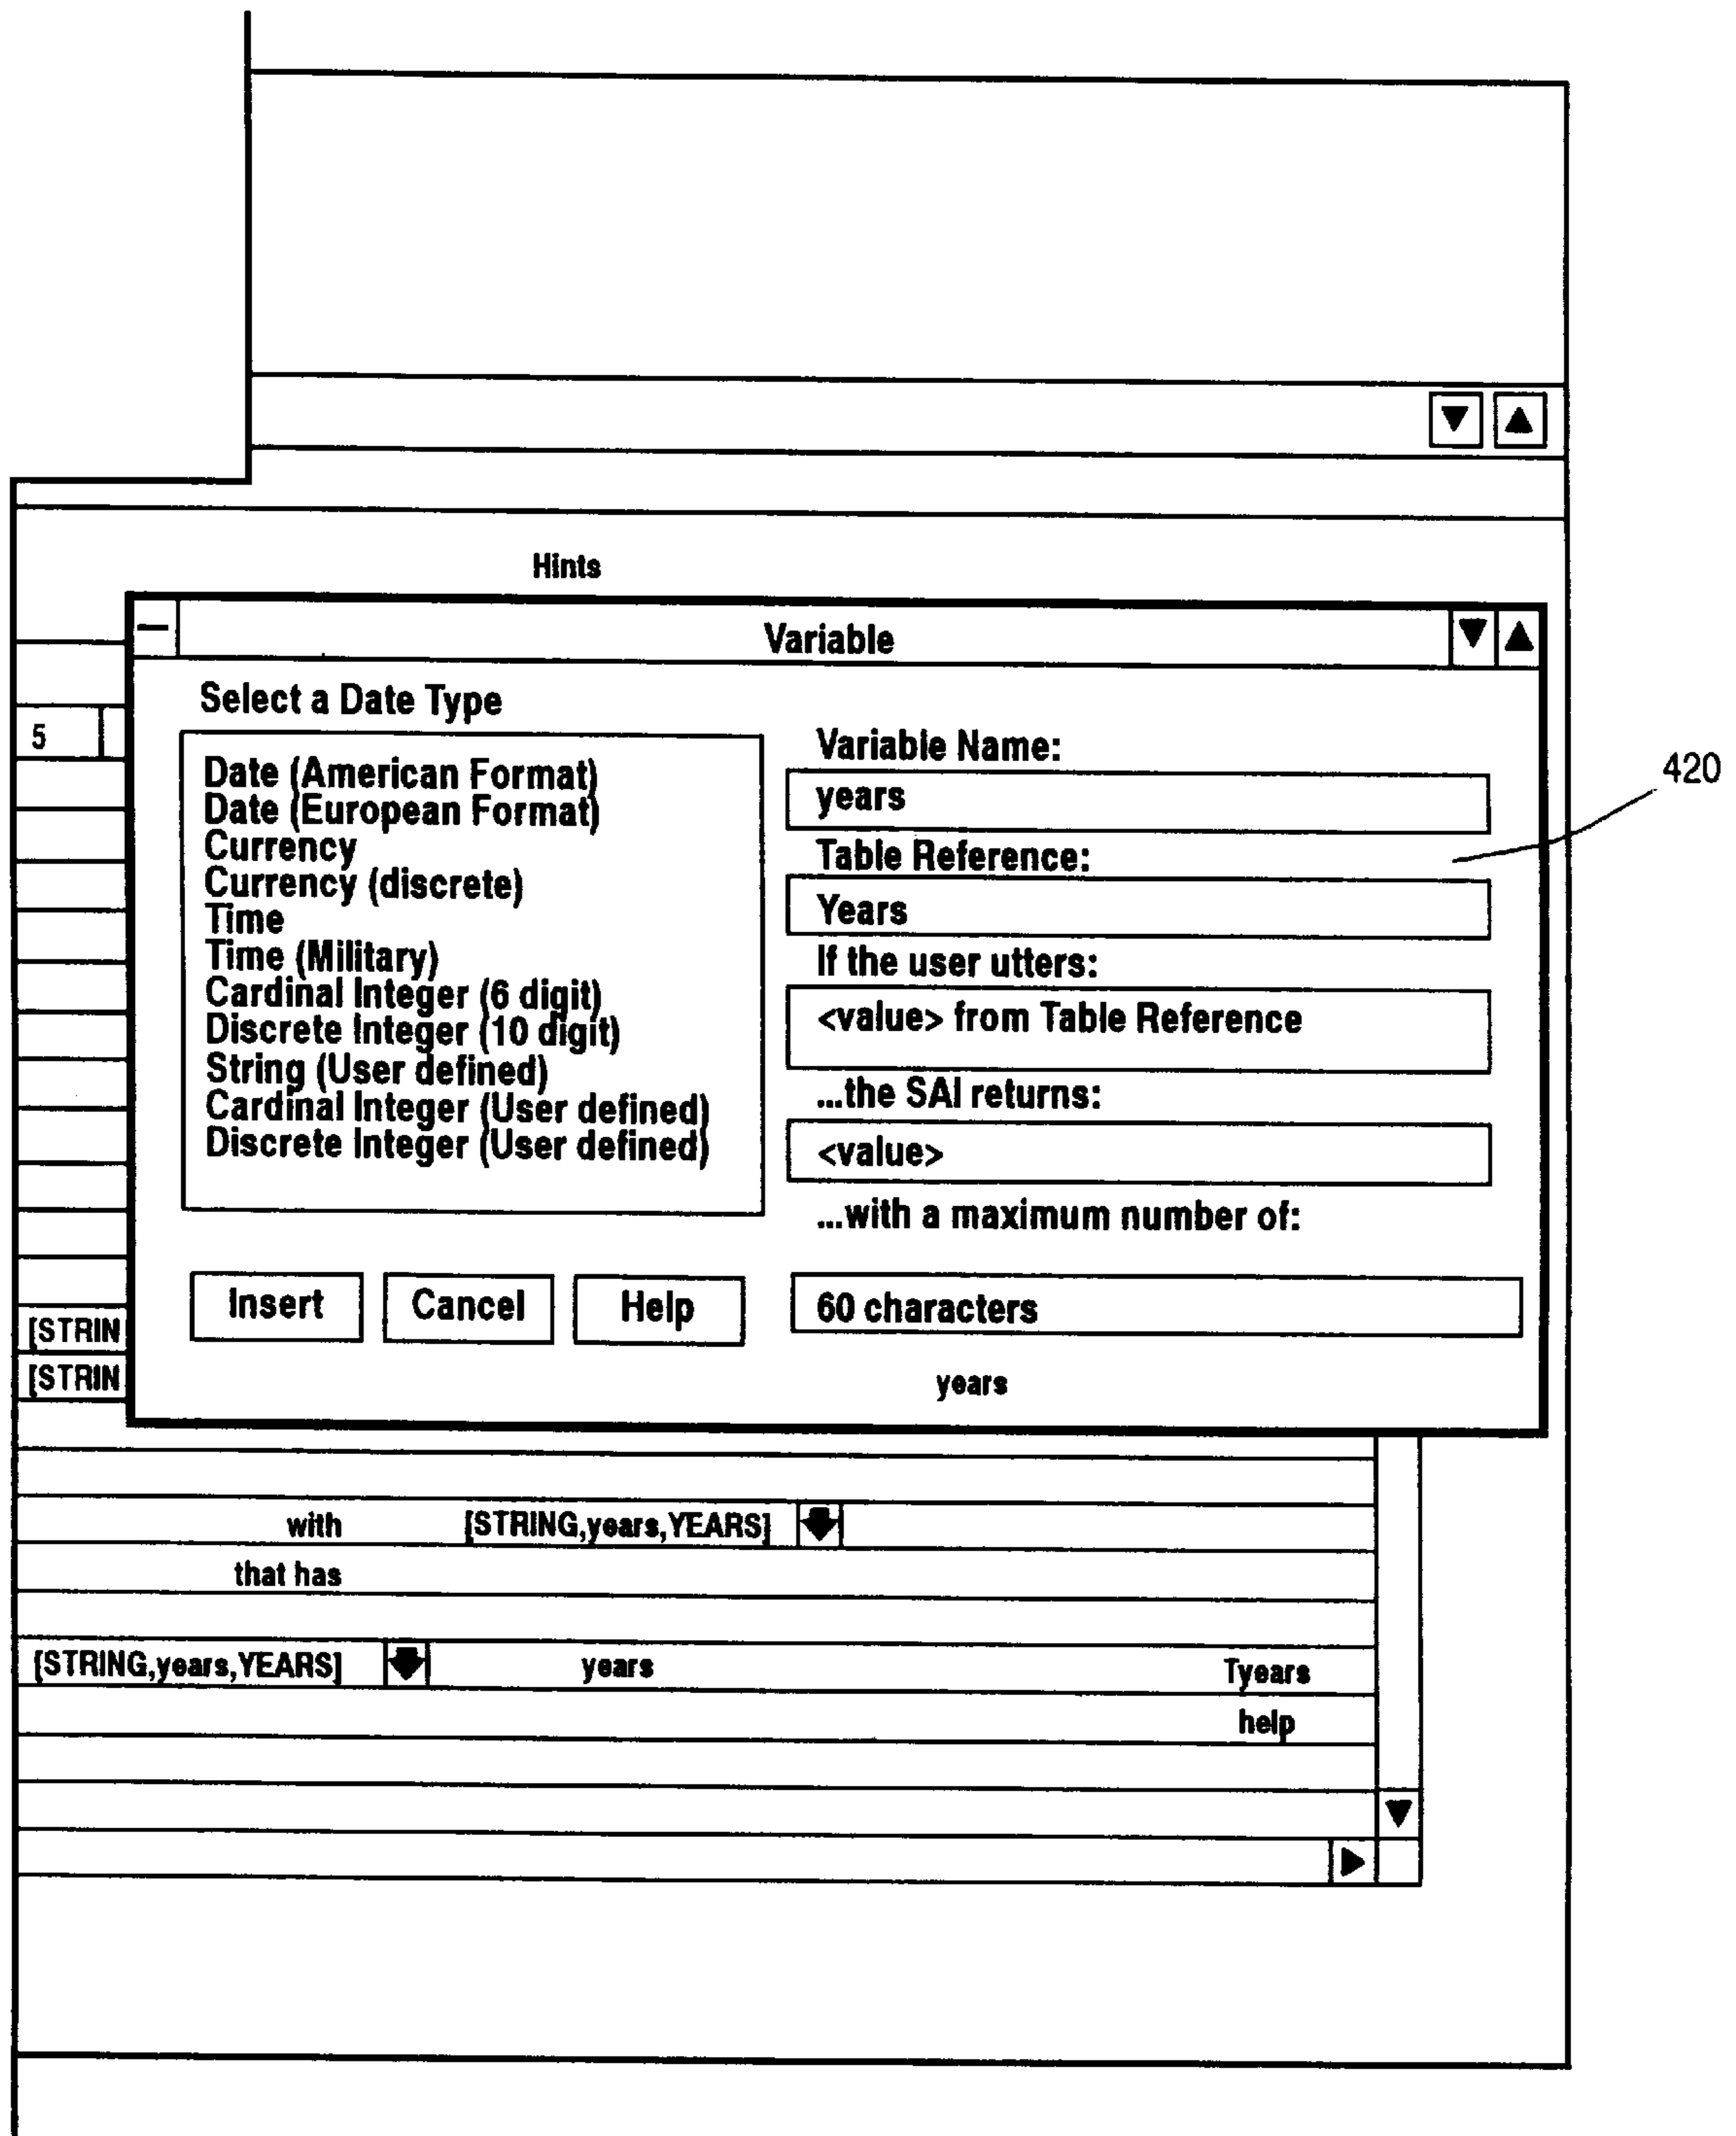 Hints
Variable
Select a Date Type
Date (American Format)
Date (European Format)
Currency
Currency (discrete)
Time
Time (Military)
Cardinal Integer (6 digit)
Discrete Integer (10 digit)
String (User defined)
Cardinal Integer (User defined)
Discrete Integer (User defined)
Insert
Cancel
Help
Variable Name:
years
Table Reference:
Years
If the user utters:
<value> from Table Reference
...the SAI returns:
<value>
...with a maximum number of:
60 characters
years
420
5
[STRIN
[STRIN
with [STRING,years,YEARS]
that has
[STRING,years,YEARS] years Tyears
help